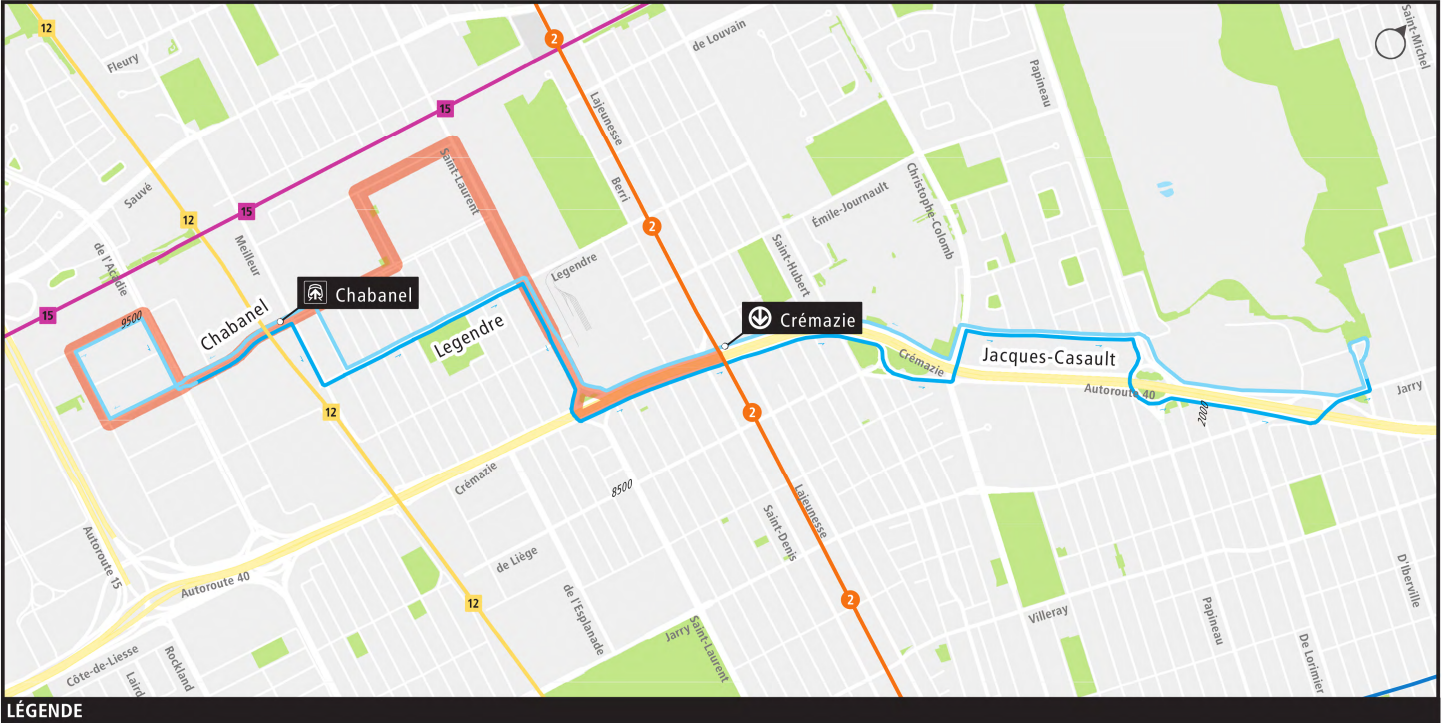 12
2
de Louvain
Saint-Michel
Fleury
Papineau
15
Lajeunesse
Saint-Laurent
Berri
Sauvé
12
15
2
Émile-Journault
Christophe-Colomb
de l'Acadie
Meilleur
Saint-Hubert
Legendre
Chabanel
15
9500
Chabanel
Crémazie
Legendre
Jacques-Casault
Crémazie
Autoroute 40
Jarry
12
2
2000
Crémazie
8500
Lajeunesse
Saint-Denis
Autoroute 15
de Liège
Autoroute 40
D'Iberville
12
2
de l'Esplanade
Villeray
Papineau
Jarry
Saint-Laurent
Côte-de-Liesse
Rockland
Laird
De Lorimier
LÉGENDE